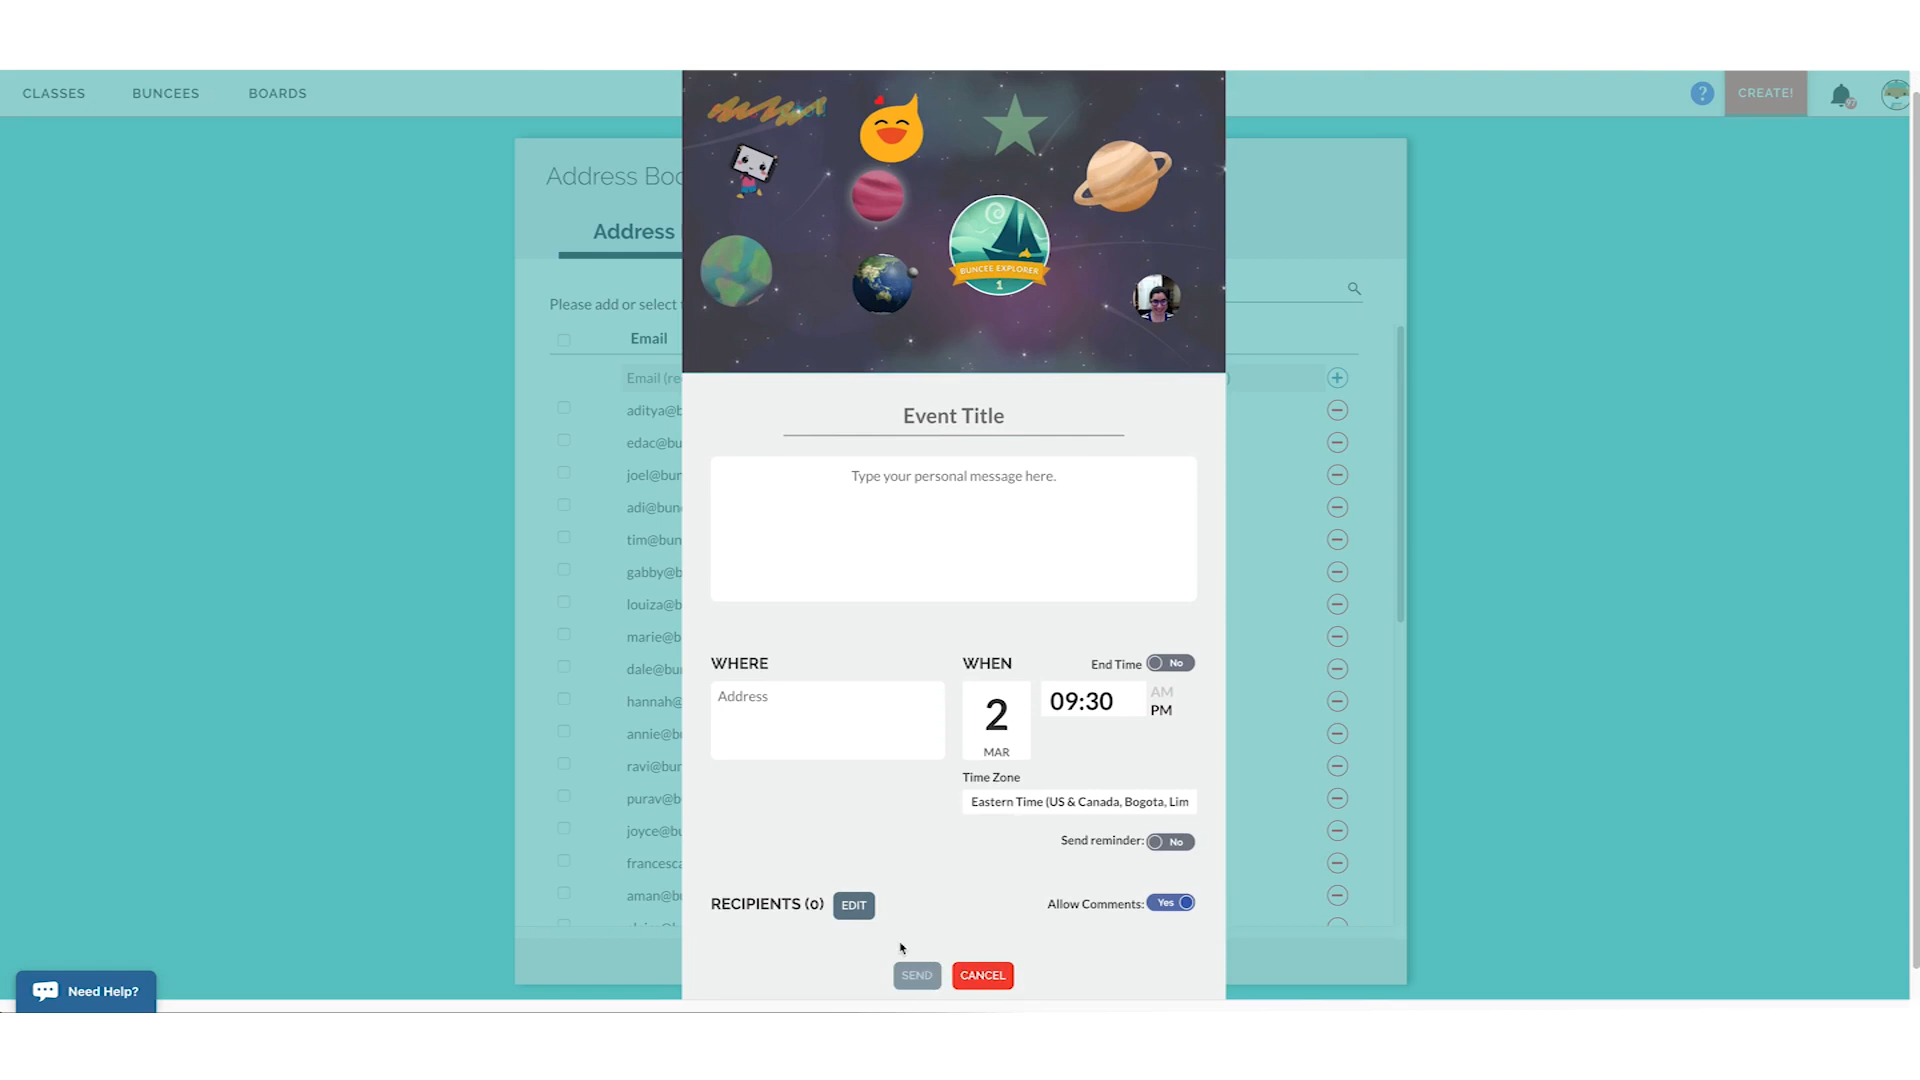 CLASSES
BUNCEES
BOARDS
?
CREATE!
Address Boo
Address
BUNCEE EXPLORER
1
Please add or select
Email
Email (re
)
aditya@b
edac@bu
joel@bun
adi@bun
tim@bun
gabby@b
louiza@b
marie@b
dale@bu
hannah@
annie@b
ravi@bun
purav@b
joyce@bu
francesca
aman@bu
Event Title
Type your personal message here.
WHERE
Address
WHEN
End Time
No
2
MAR
09:30
AM
PM
Time Zone
Eastern Time (US & Canada, Bogota, Lim
Send reminder:
No
RECIPIENTS (0)
EDIT
Allow Comments:
Yes
SEND
CANCEL
Need Help?